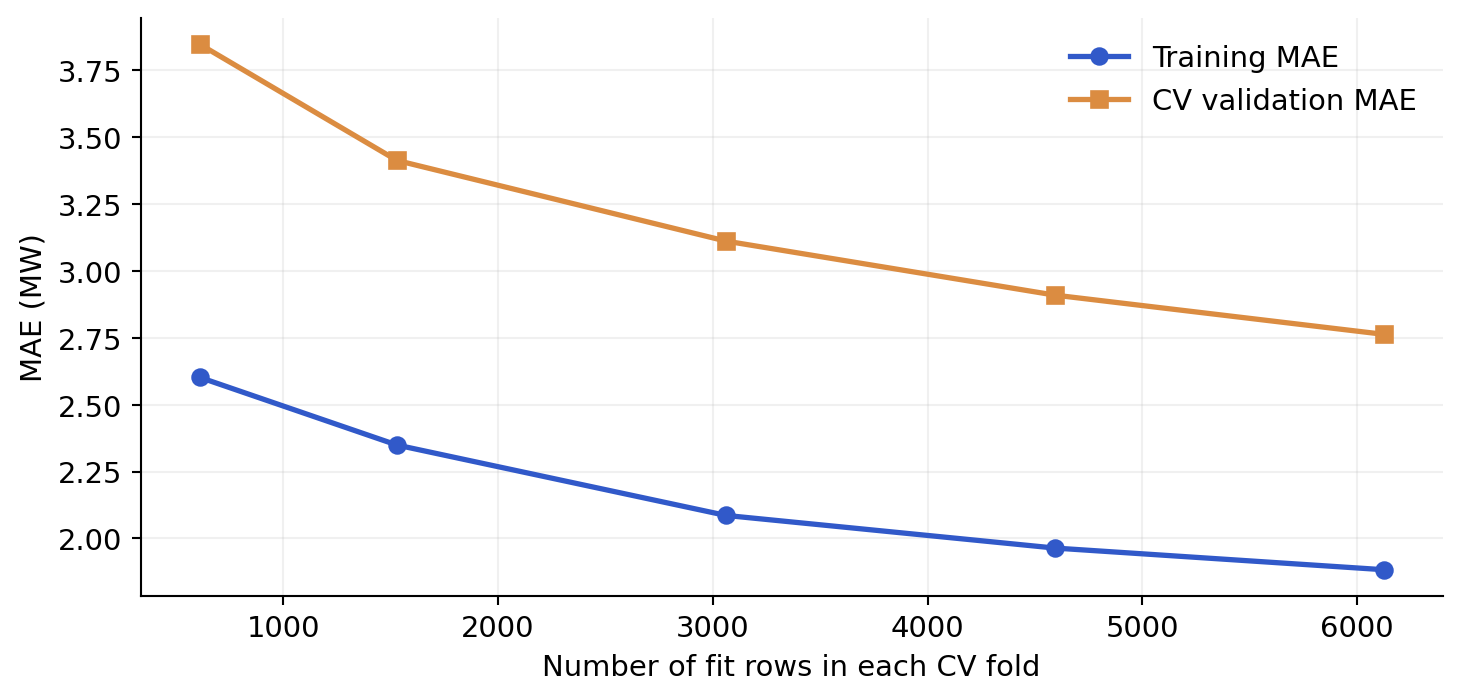 Training MAE
CV validation MAE
MAE (MW)
3.75
3.50
3.25
3.00
2.75
2.50
2.25
2.00
1000 2000 3000 4000 5000 6000
Number of fit rows in each CV fold